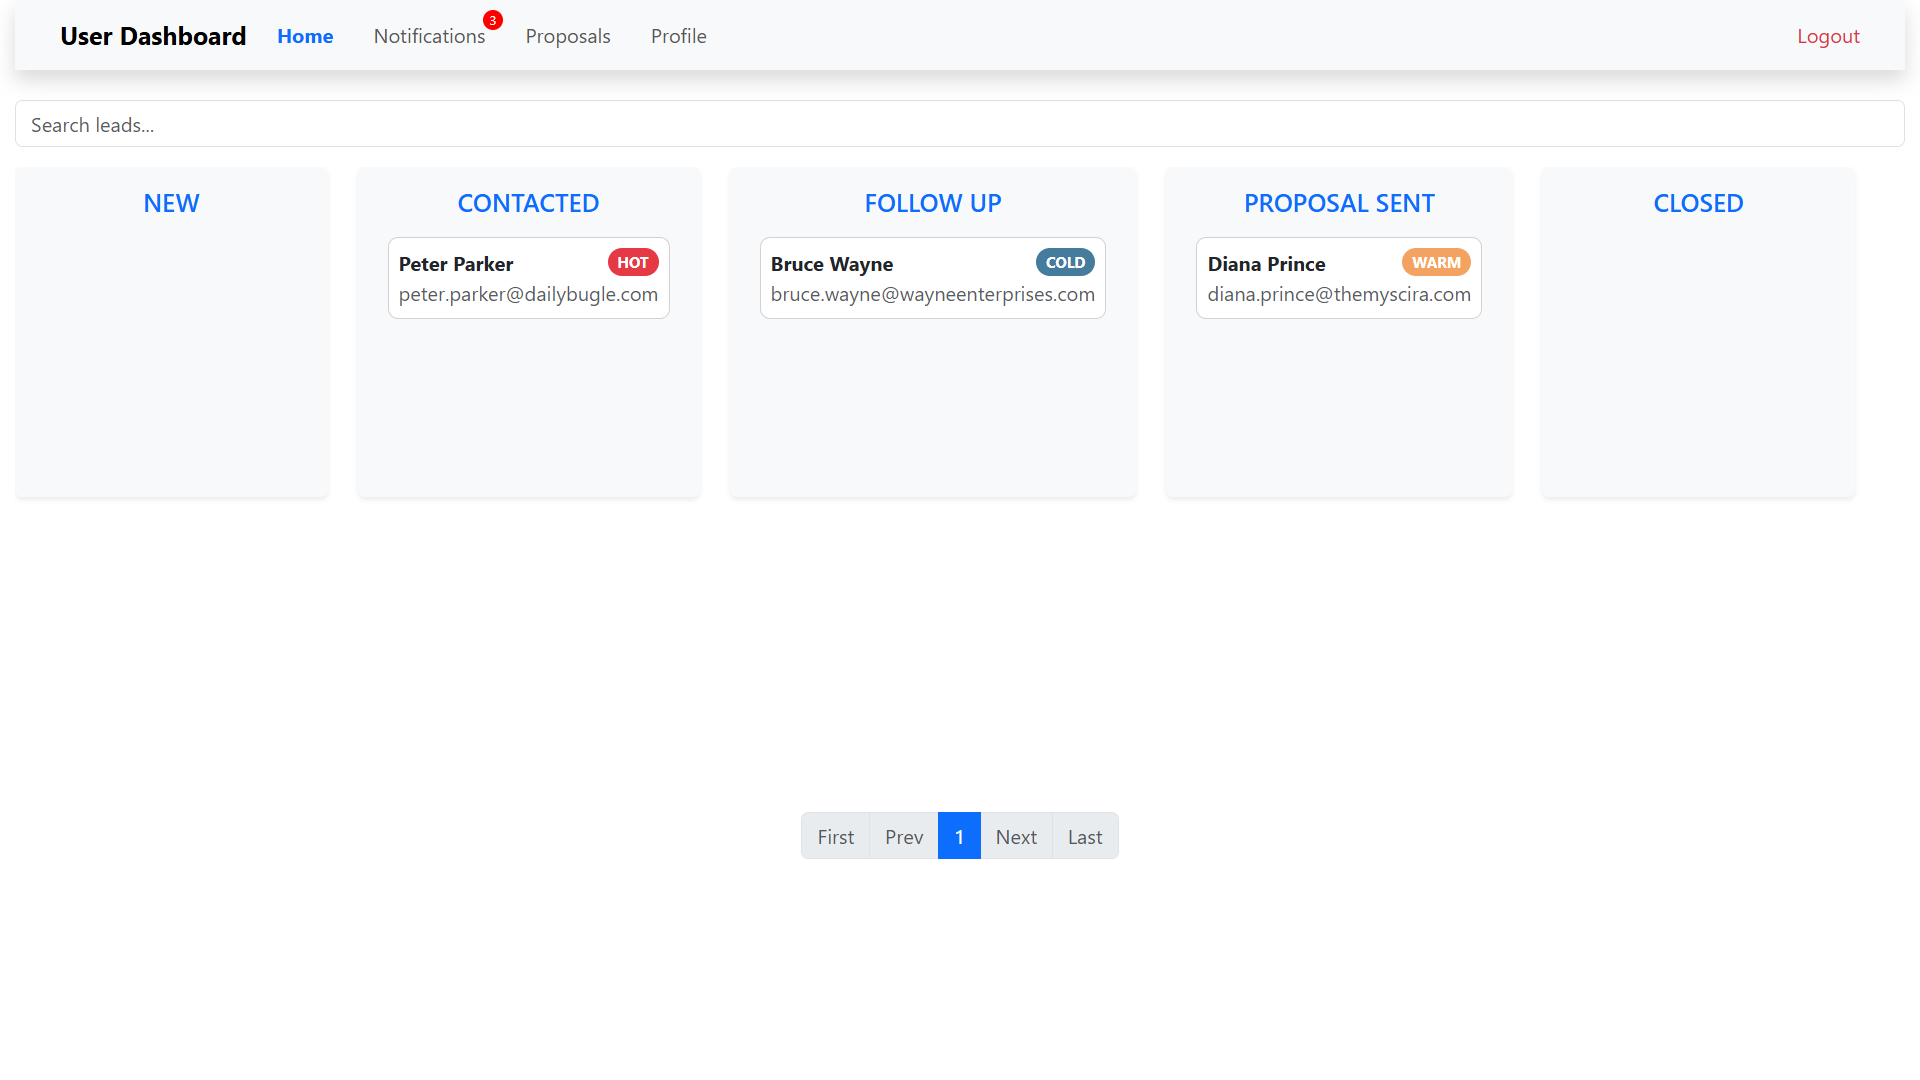 User Dashboard Home Notifications 3 Proposals Profile Logout
Search leads...
NEW
CONTACTED
Peter Parker HOT
peter.parker@dailybugle.com
FOLLOW UP
Bruce Wayne COLD
bruce.wayne@wayneenterprises.com
PROPOSAL SENT
Diana Prince WARM
diana.prince@themyscira.com
CLOSED
First Prev 1 Next Last